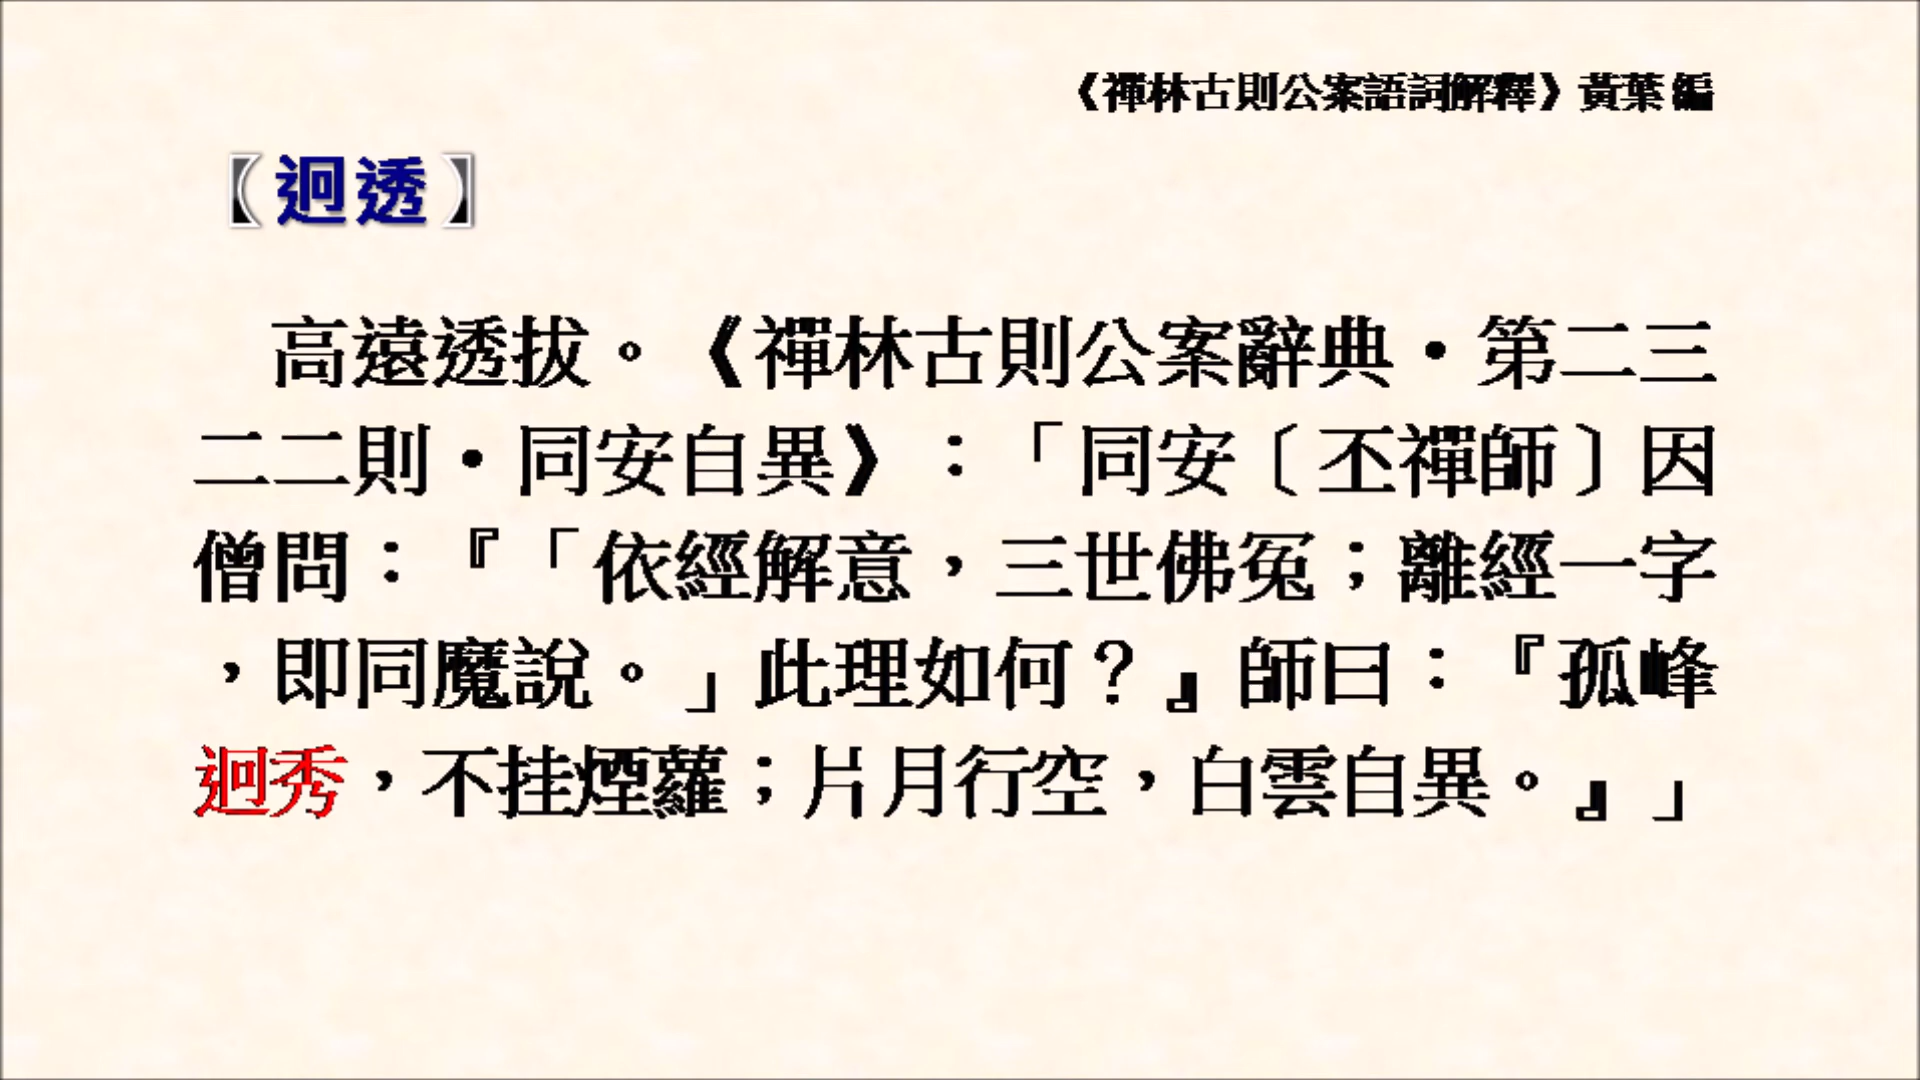 《禪林古則公案語詞解釋》黃葉 編
【迥透】
高遠透拔。《禪林古則公案辭典・第二三
二二則・同安自異》：「同安〔丕禪師〕因
僧問：『「依經解意，三世佛冤；離經一字
，即同魔說。」此理如何？』師曰：『孤峰
迥秀，不挂煙蘿；片月行空，白雲自異。』」